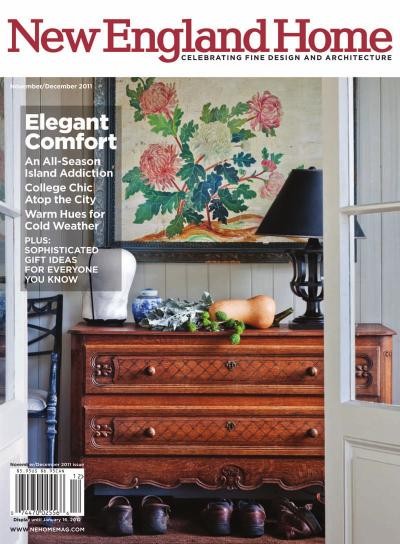 New England Home
CELEBRATING FINE DESIGN AND ARCHITECTURE
November/December 2011
Elegant
Comfort
An All-Season
Island Addiction
College Chic
Atop the City
Warm Hues for
Cold Weather
PLUS:
SOPHISTICATED
GIFT IDEAS
FOR EVERYONE
YOU KNOW
November/December 2011 issue
$5.95US $6.95CAN
12
Display until January 16, 2012
WWW.NEHOMEMAG.COM